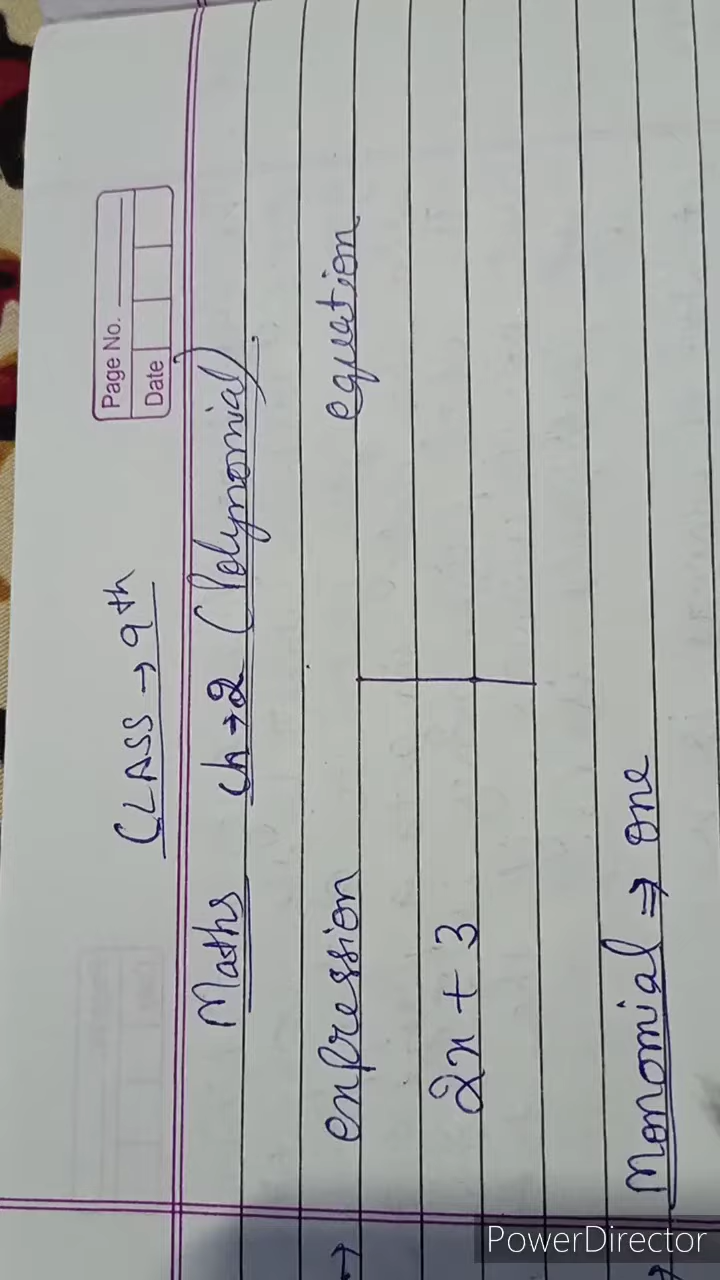 CLASS → 9th
Page No.
Date
Maths Ch → 2 (Polynomial).
→ expression equation
2x + 3
→ Monomial ⇒ one
PowerDirector